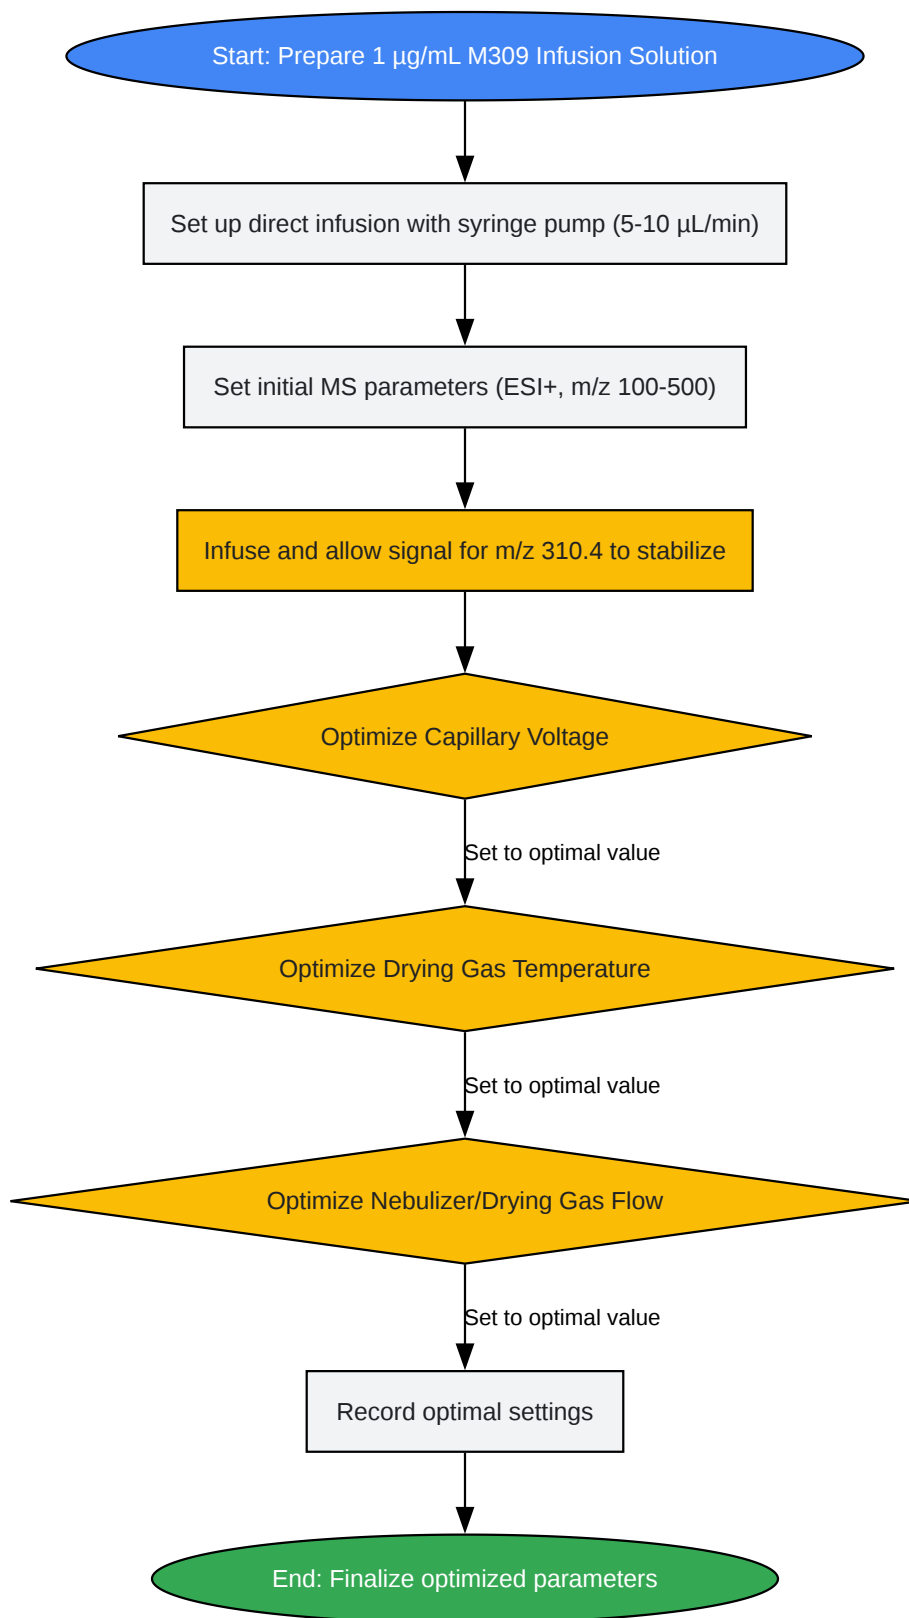 Start: Prepare 1 µg/mL M309 Infusion Solution
Set up direct infusion with syringe pump (5-10 µL/min)
Set initial MS parameters (ESI+, m/z 100-500)
Infuse and allow signal for m/z 310.4 to stabilize
Optimize Capillary Voltage
Set to optimal value
Optimize Drying Gas Temperature
Set to optimal value
Optimize Nebulizer/Drying Gas Flow
Set to optimal value
Record optimal settings
End: Finalize optimized parameters